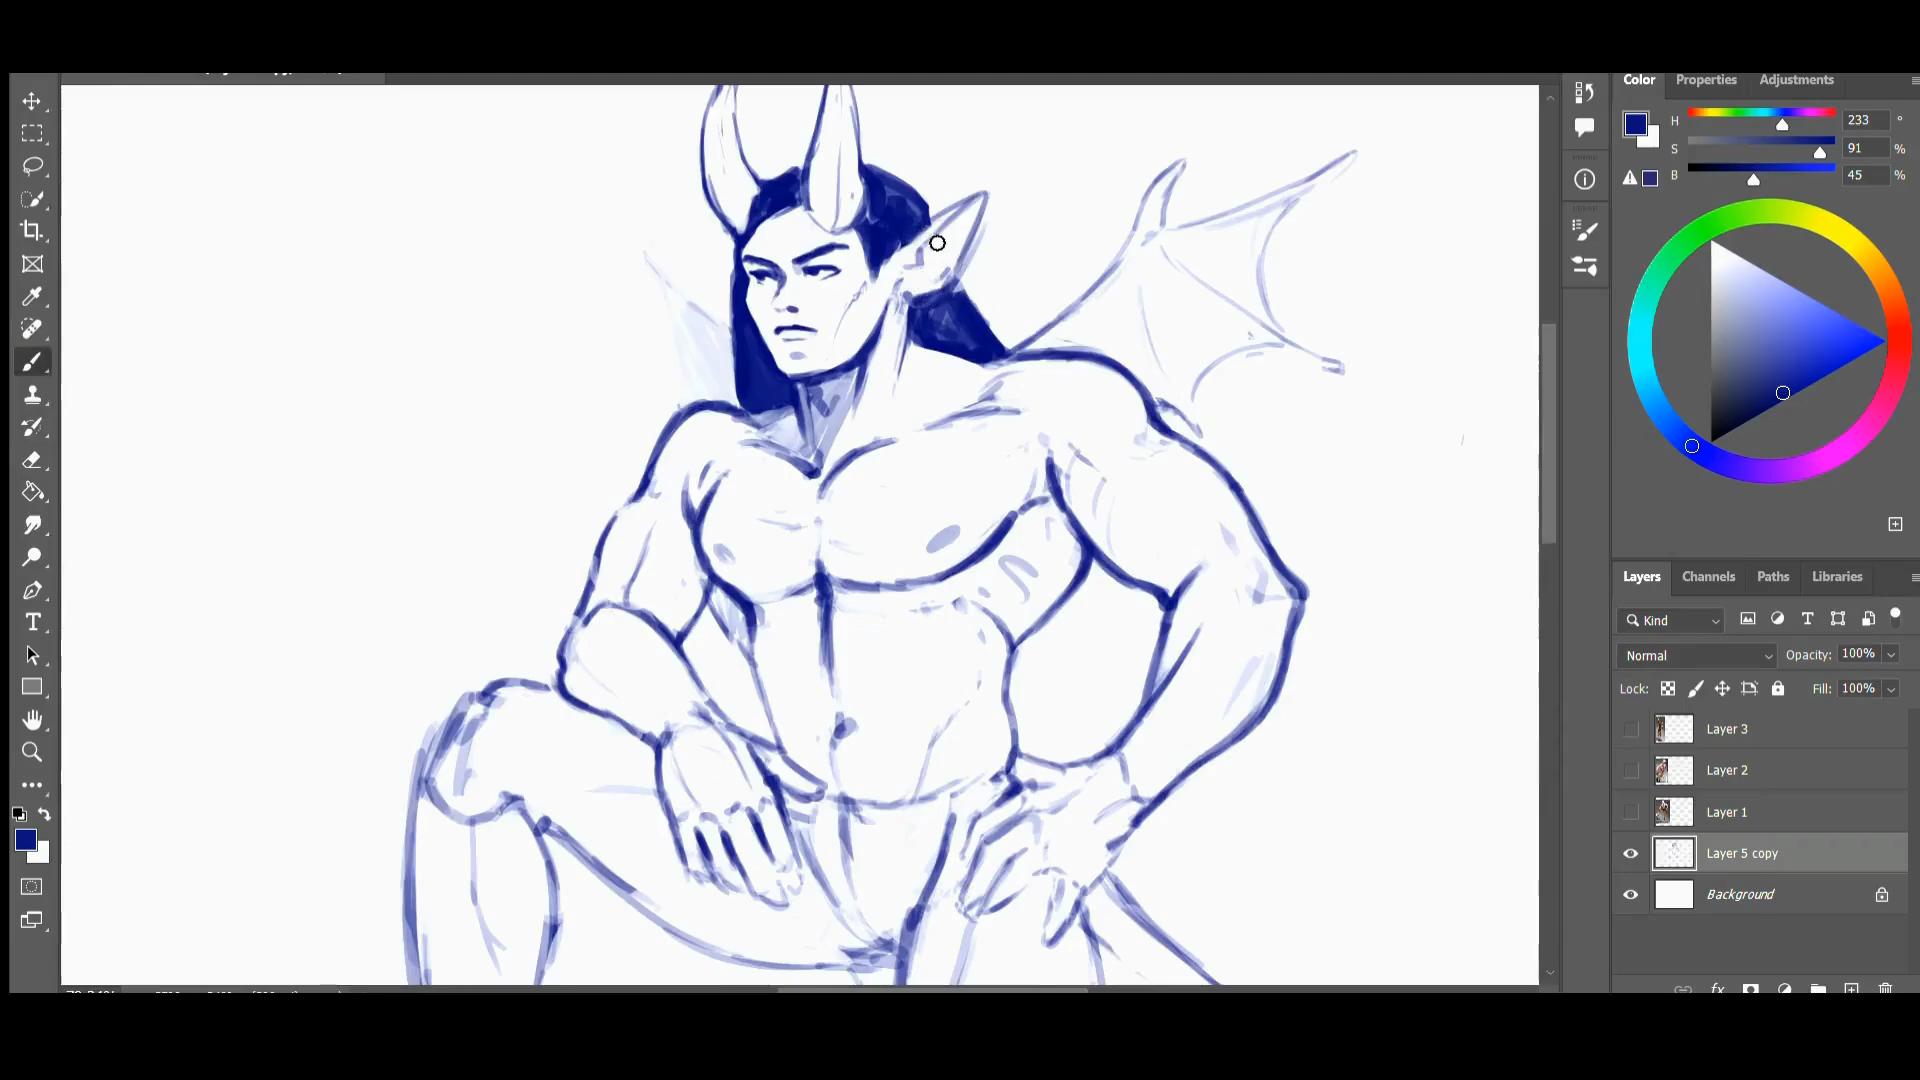 Color Properties Adjustments
H 233 °
S 91 %
B 45 %
Layers Channels Paths Libraries
Kind
Normal Opacity: 100%
Lock: Fill: 100%
Layer 3
Layer 2
Layer 1
Layer 5 copy
Background
T
fx